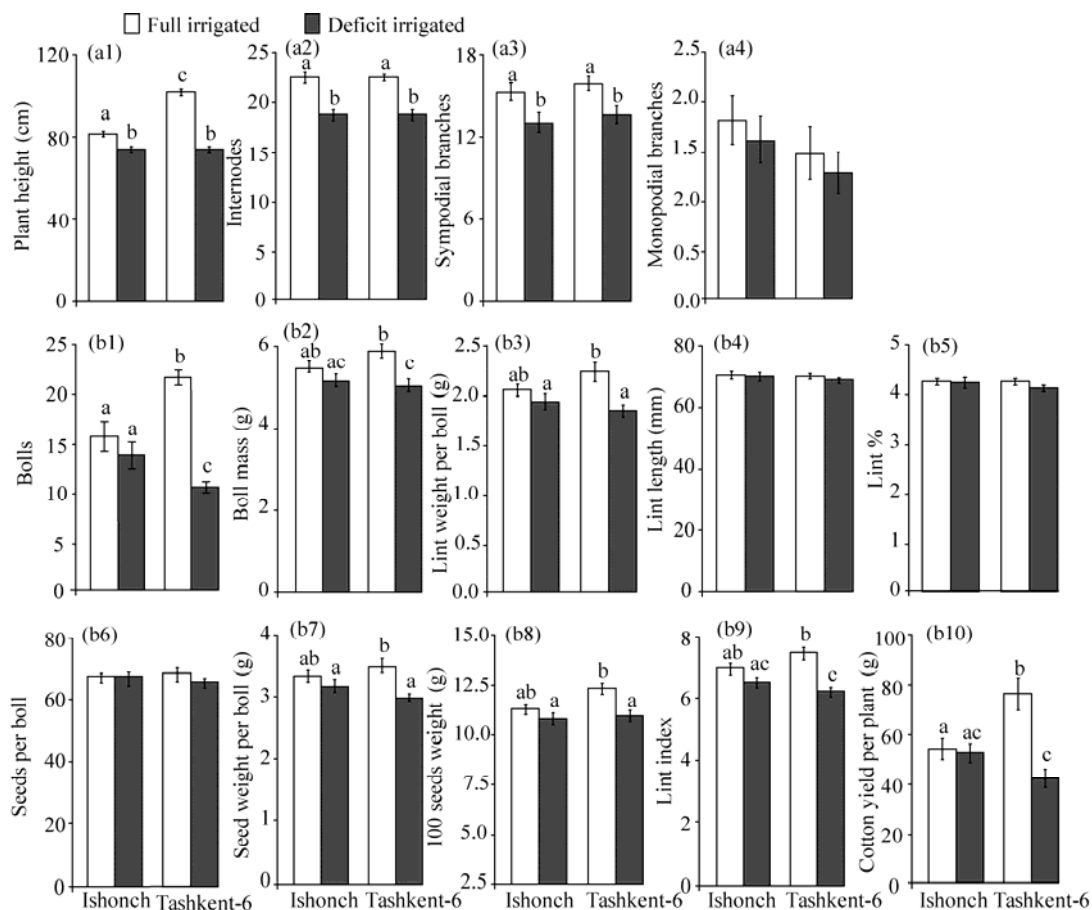 Full irrigated
Deficit irrigated
(a1)
Plant height (cm)
120
80
40
0
a
b
c
b
(a2)
Internodes
25
20
15
10
5
0
a
b
a
b
(a3)
Sympodial branches
18
12
6
0
a
b
a
b
(a4)
Monopodial branches
2.5
2.0
1.5
2.0
0.5
0.0
(b1)
Bolls
25
20
15
10
5
0
a
a
b
c
(b2)
Boll mass (g)
6
4
2
0
ab
ac
b
c
(b3)
Lint weight per boll (g)
2.5
2.0
1.5
1.0
0.5
0.0
ab
a
b
a
(b4)
Lint length (mm)
80
60
40
20
0
(b5)
Lint %
5
4
3
2
1
0
(b6)
Seeds per boll
80
60
40
20
0
Ishonch Tashkent-6
(b7)
Seed weight per boll (g)
4
3
2
1
0
ab
a
b
a
Ishonch Tashkent-6
(b8)
100 seeds weight (g)
15.0
12.5
10.0
7.5
5.0
2.5
ab
a
b
a
Ishonch Tashkent-6
(b9)
Lint index
8
6
4
2
0
ab
ac
b
c
Ishonch Tashkent-6
(b10)
Cotton yield per plant (g)
100
80
60
40
20
0
a
ac
b
c
Ishonch Tashkent-6